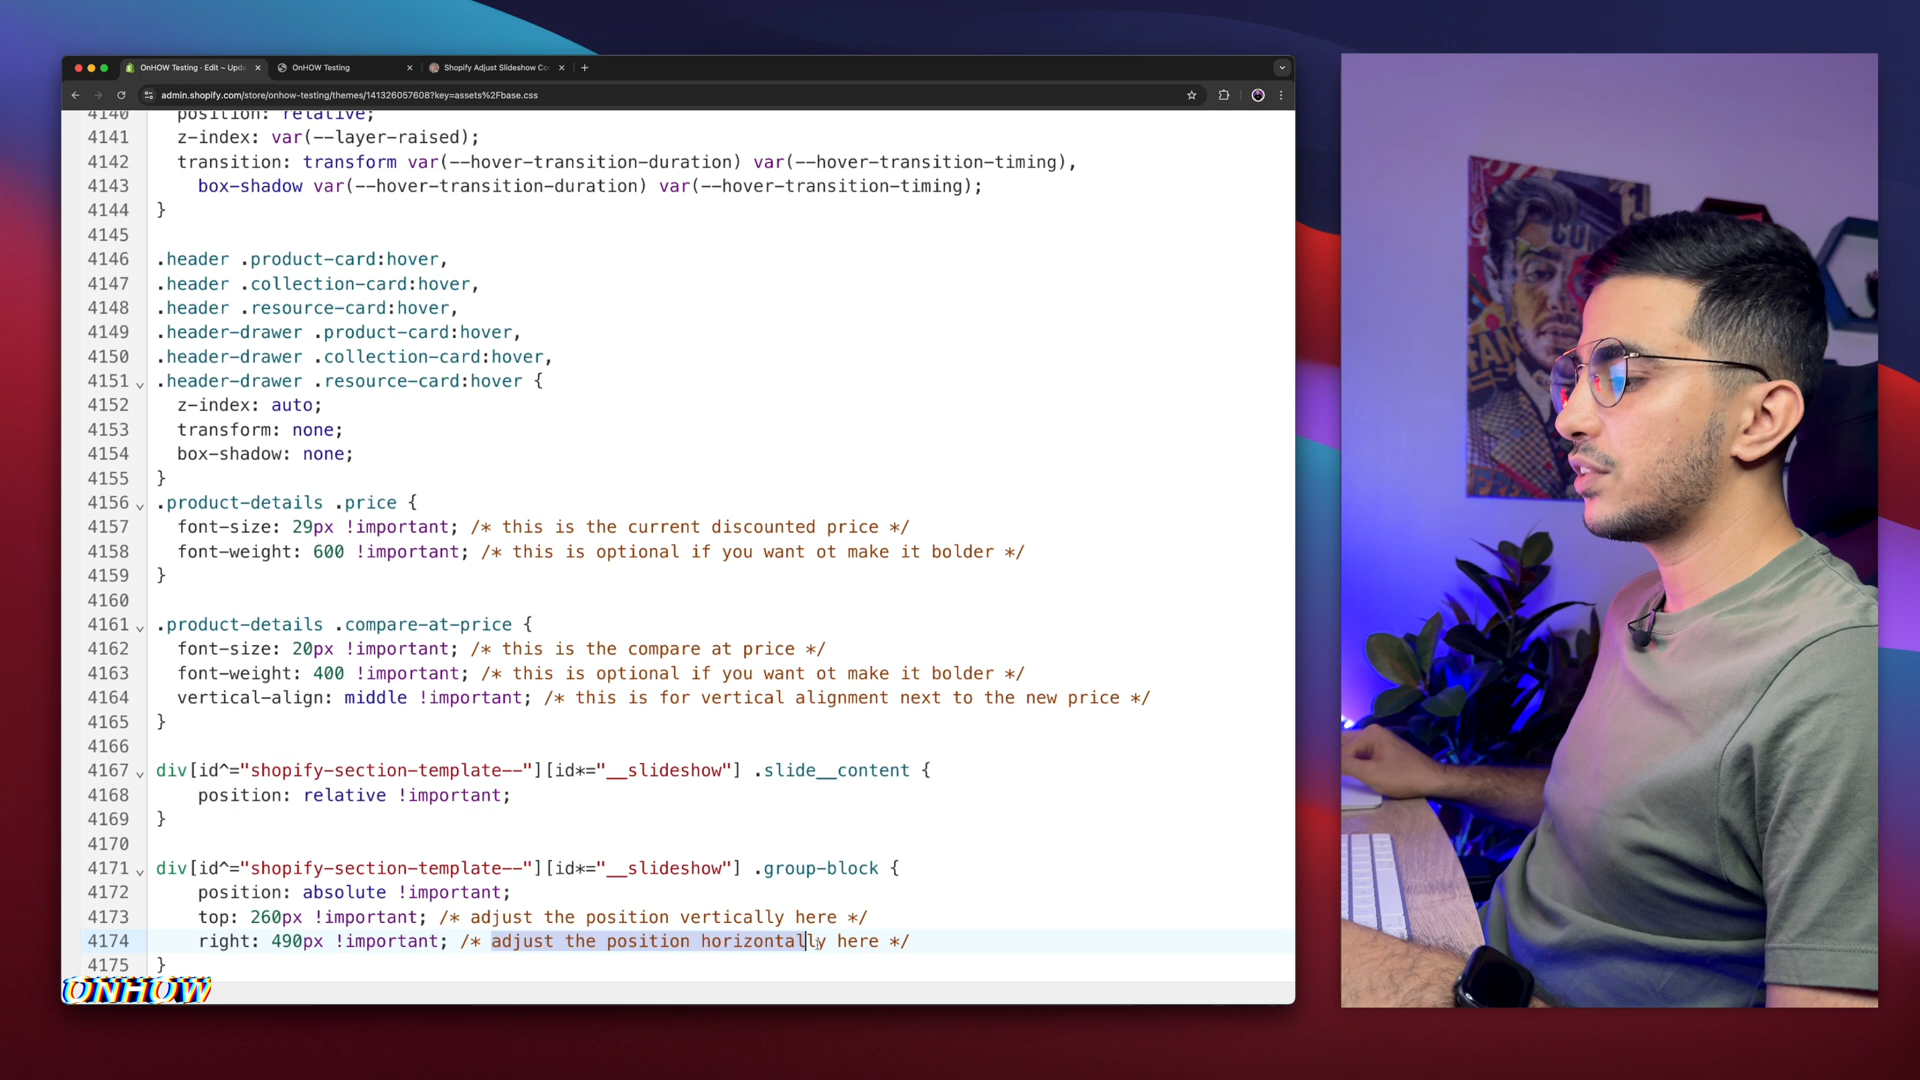 OnHOW Testing · Edit ~ Upda
OnHOW Testing
Shopify Adjust Slideshow Co
admin.shopify.com/store/onhow-testing/themes/141326057608?key=assets%2Fbase.css
4140 position: relative;
4141 z-index: var(--layer-raised);
4142 transition: transform var(--hover-transition-duration) var(--hover-transition-timing),
4143 box-shadow var(--hover-transition-duration) var(--hover-transition-timing);
4144 }
4145
4146 .header .product-card:hover,
4147 .header .collection-card:hover,
4148 .header .resource-card:hover,
4149 .header-drawer .product-card:hover,
4150 .header-drawer .collection-card:hover,
4151 .header-drawer .resource-card:hover {
4152 z-index: auto;
4153 transform: none;
4154 box-shadow: none;
4155 }
4156 .product-details .price {
4157 font-size: 29px !important; /* this is the current discounted price */
4158 font-weight: 600 !important; /* this is optional if you want ot make it bolder */
4159 }
4160
4161 .product-details .compare-at-price {
4162 font-size: 20px !important; /* this is the compare at price */
4163 font-weight: 400 !important; /* this is optional if you want ot make it bolder */
4164 vertical-align: middle !important; /* this is for vertical alignment next to the new price */
4165 }
4166
4167 div[id^="shopify-section-template--"][id*="__slideshow"] .slide__content {
4168 position: relative !important;
4169 }
4170
4171 div[id^="shopify-section-template--"][id*="__slideshow"] .group-block {
4172 position: absolute !important;
4173 top: 260px !important; /* adjust the position vertically here */
4174 right: 490px !important; /* adjust the position horizontally here */
4175 }
ONHOW